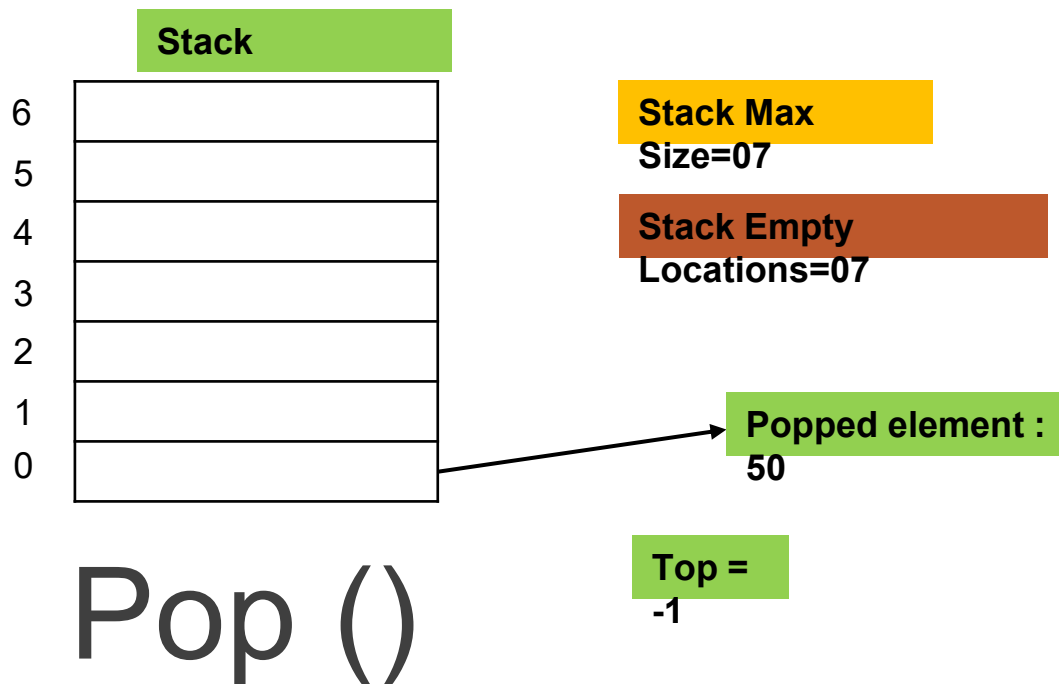 Stack
6
5
4
3
2
1
0
Stack Max
Size=07
Stack Empty
Locations=07
Popped element :
50
Top =
-1
Pop ()